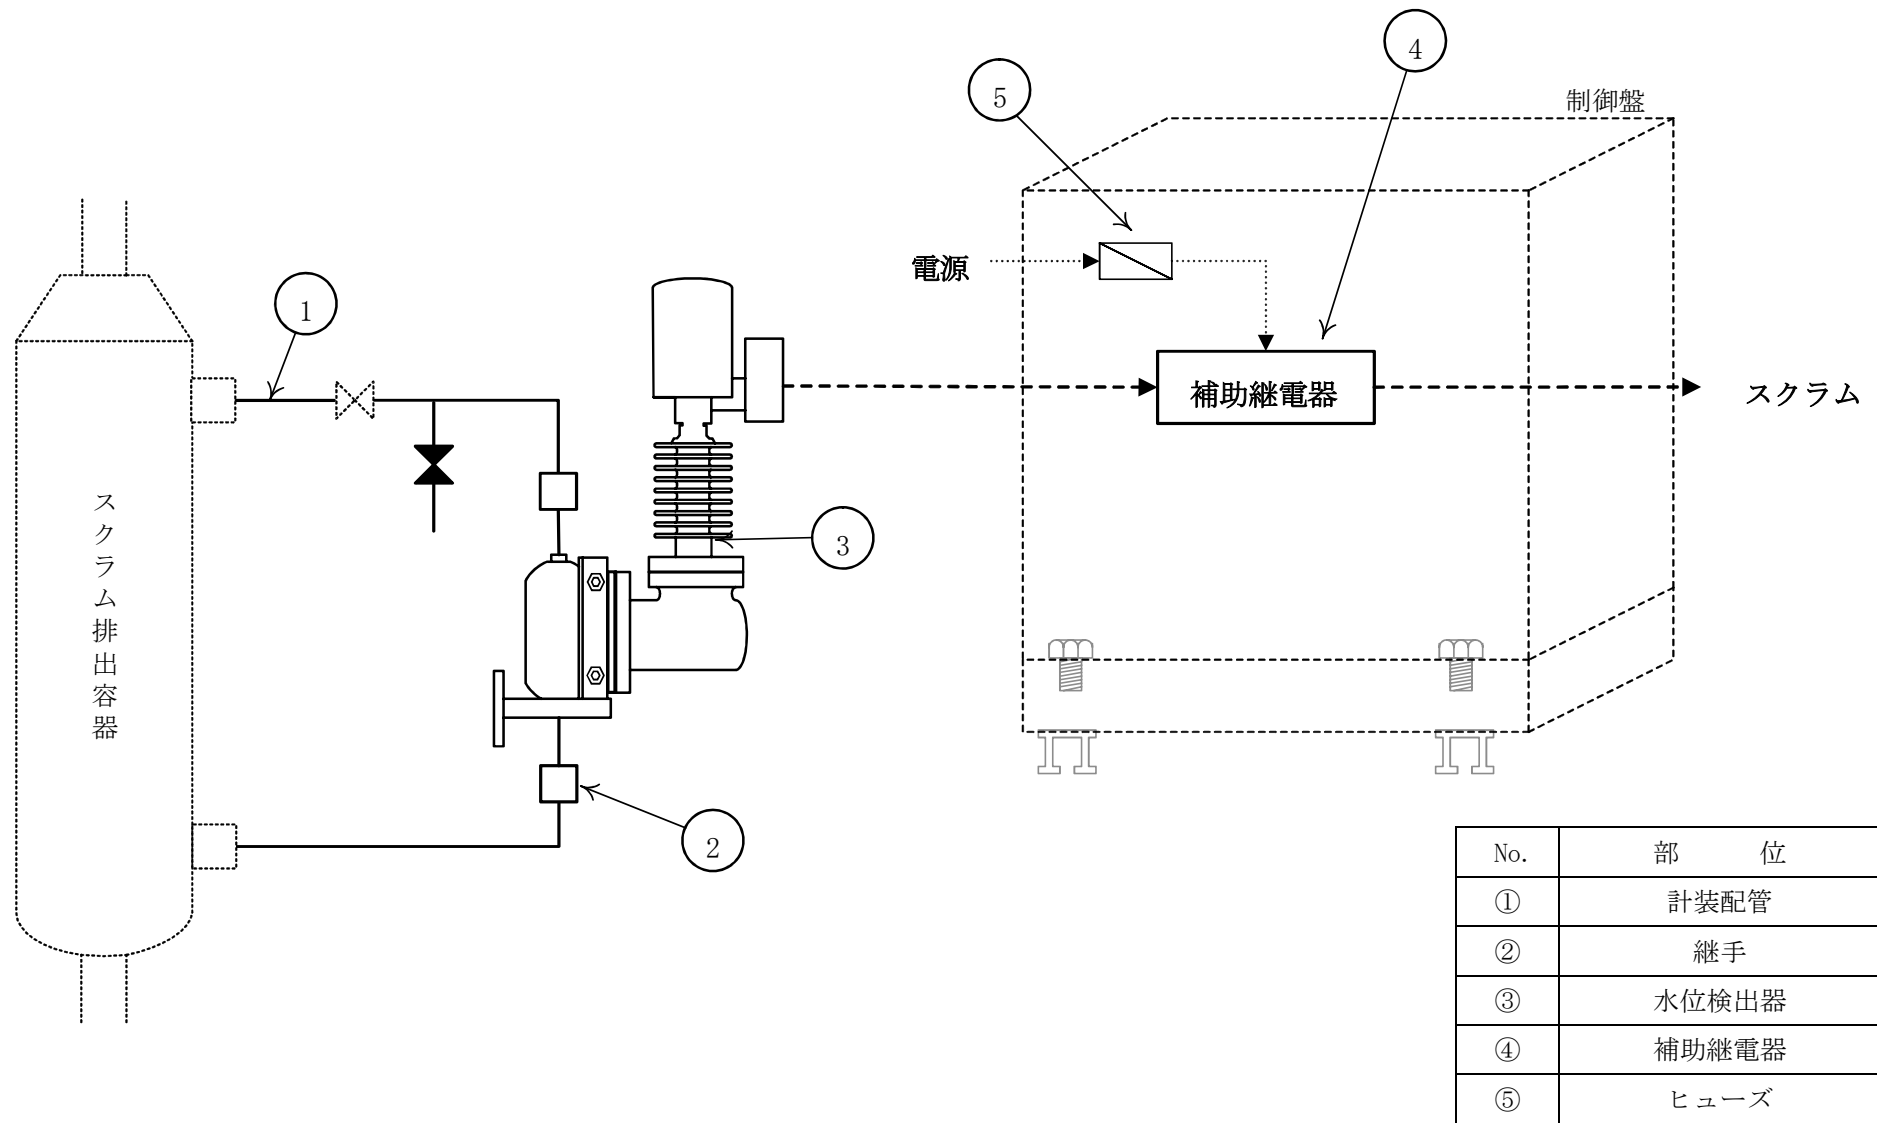 ④
⑤
制御盤
電源
①
補助継電器
スクラム
スクラム排出容器
③
②
No. 部位
① 計装配管
② 継手
③ 水位検出器
④ 補助継電器
⑤ ヒューズ